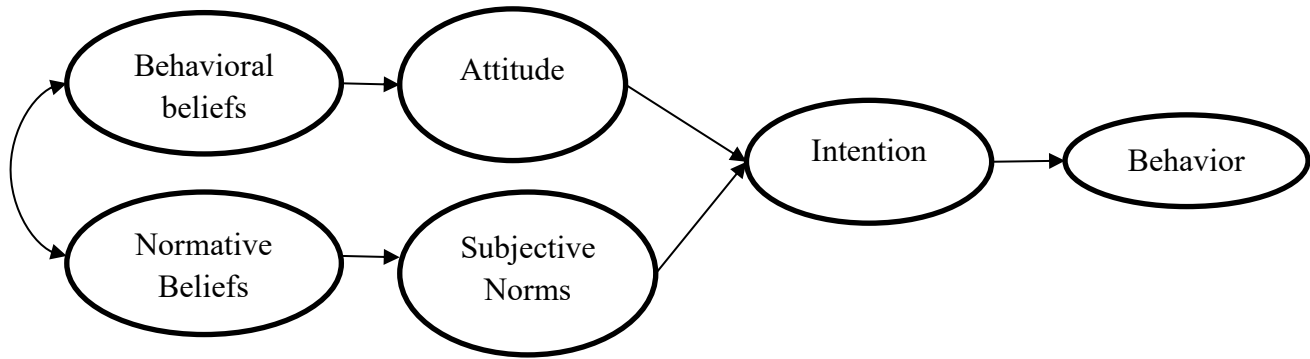 Behavioral
beliefs
Attitude
Normative
Beliefs
Subjective
Norms
Intention
Behavior